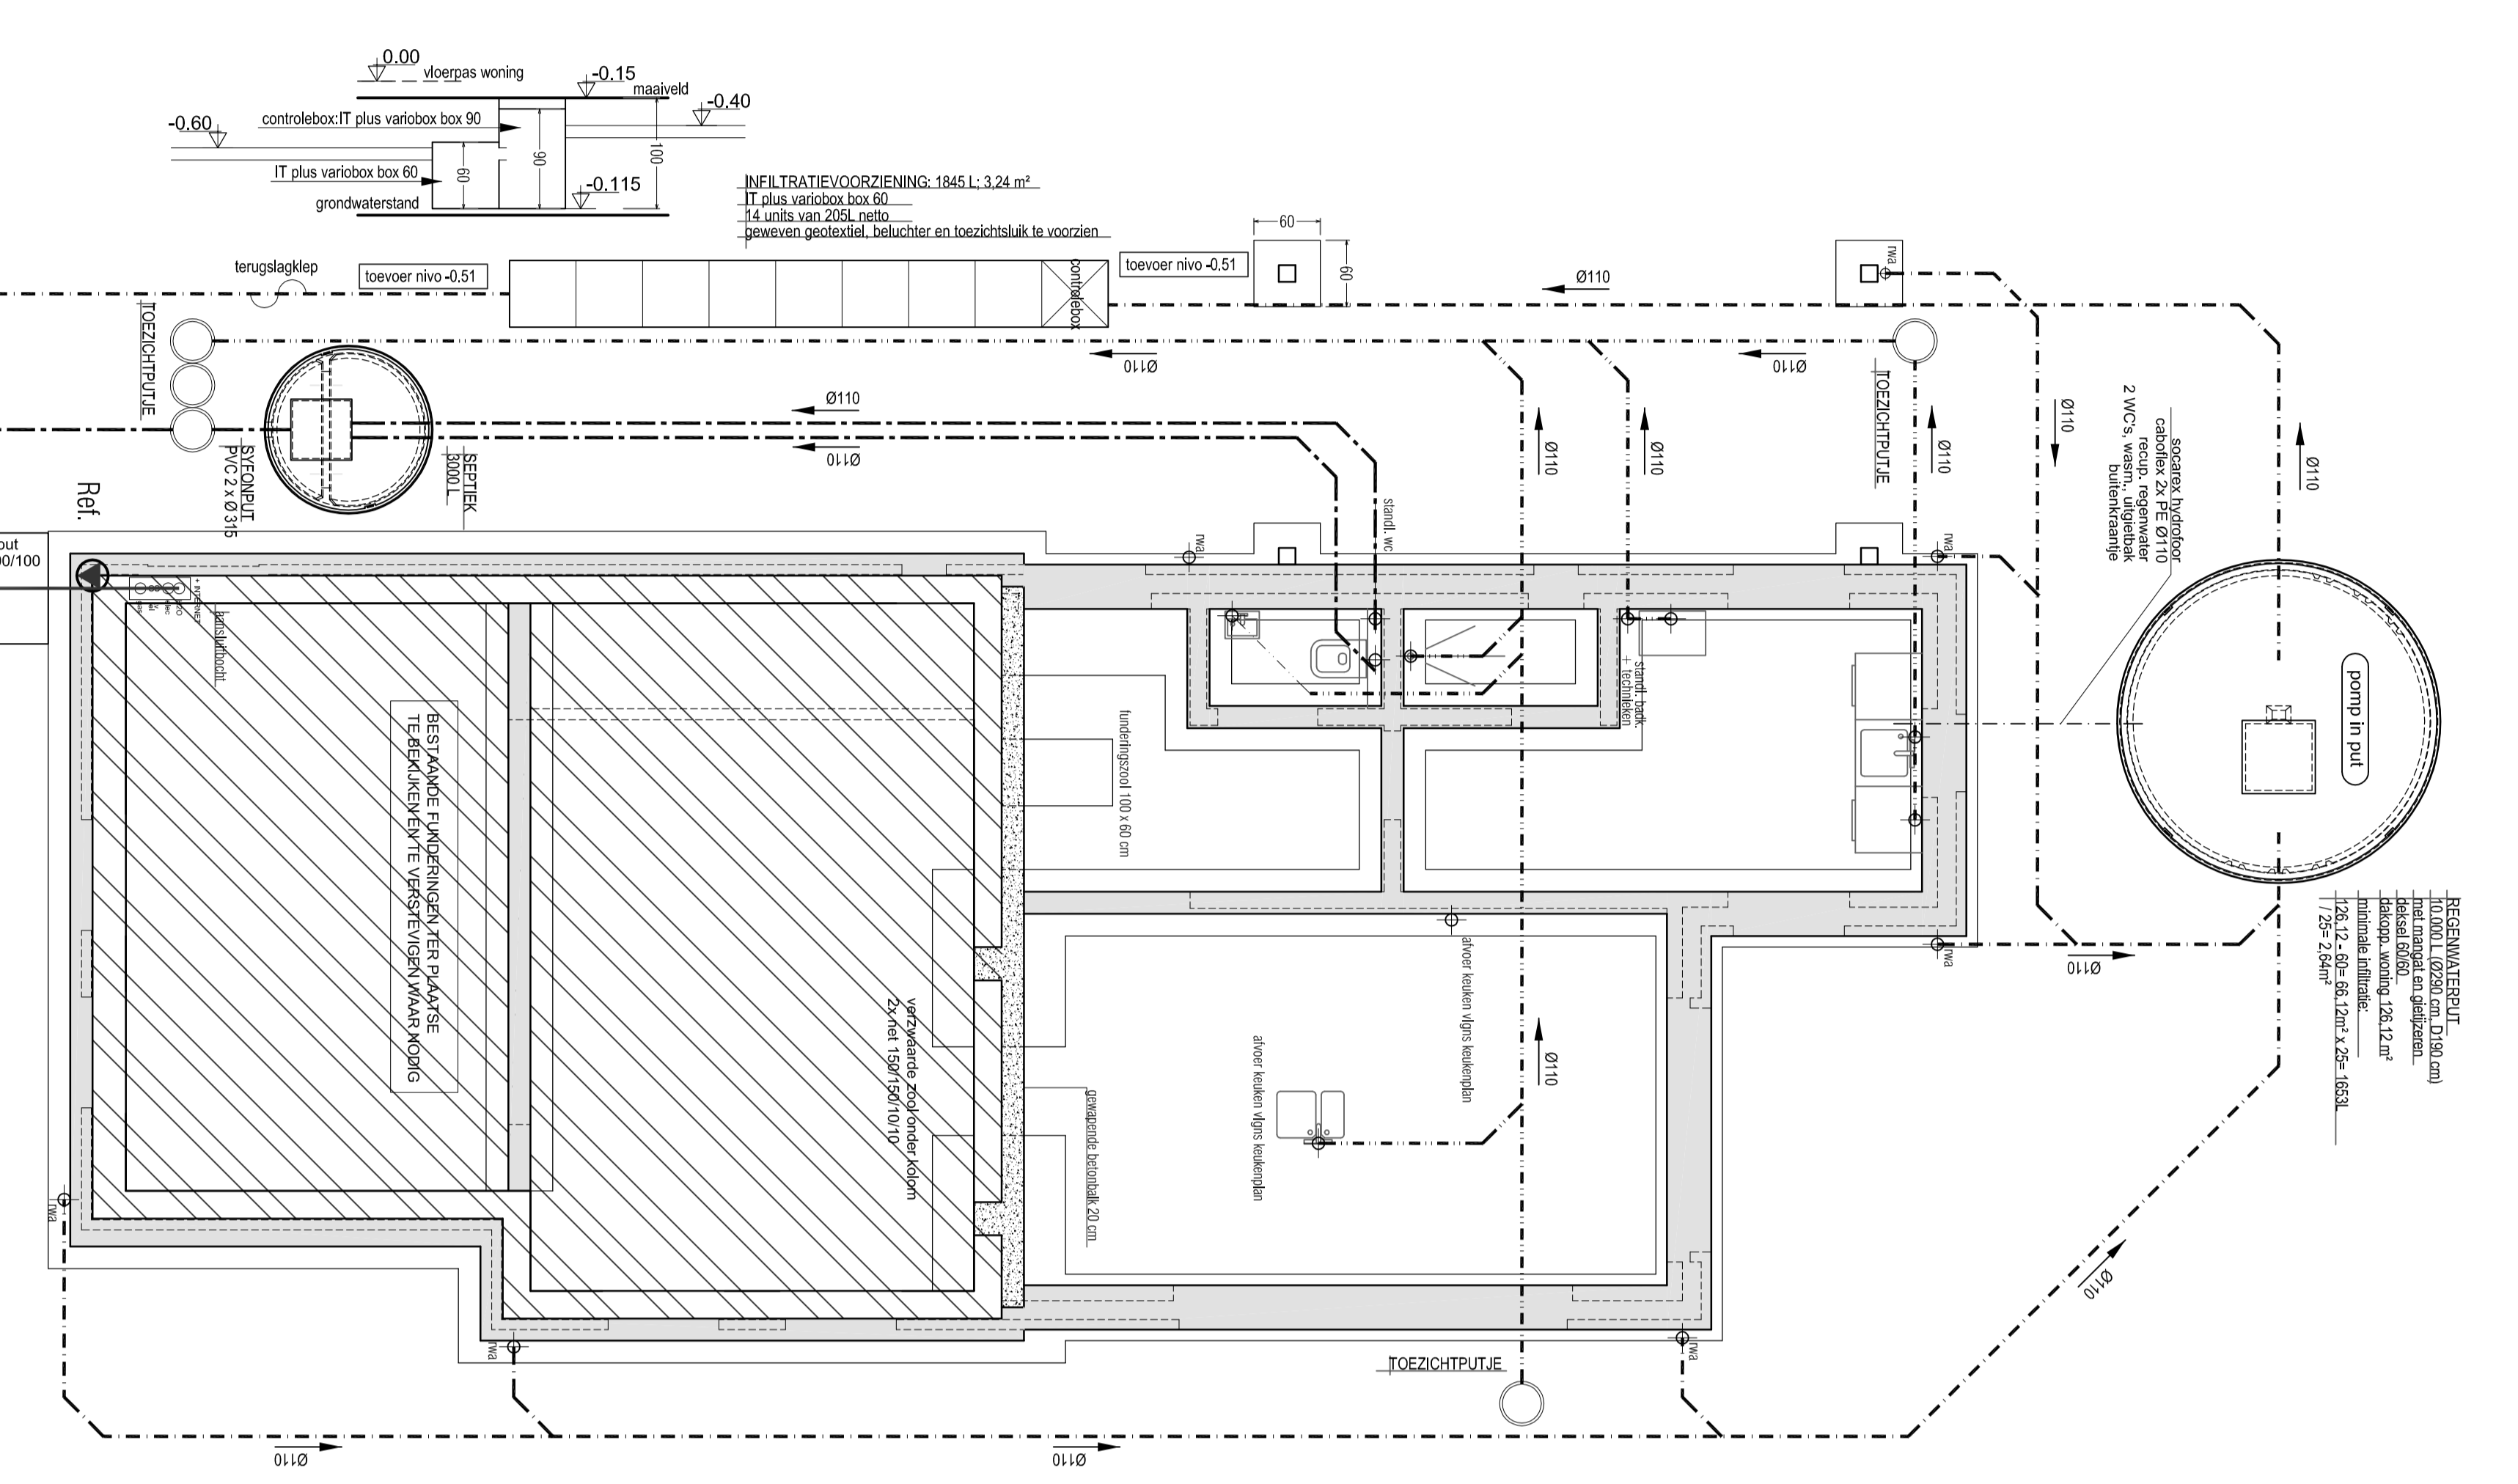 0.00
vloerpas woning
-0.15
maaiveld
-0.40
controlebox:IT plus variobox box 90
-0.60
IT plus variobox box 60
60
90
100
-0.115
grondwaterstand
INFILTRATIEVOORZIENING: 1845 L; 3,24 m²
IT plus variobox box 60
14 units van 205L netto
geweven geotextiel, beluchter en toezichtsluik te voorzien
terugslagklep
toevoer nivo -0.51
controlebox
toevoer nivo -0.51
60
60
Ø110
rwa
TOEZICHTPUTJE
Ø110
Ø110
Ø110
Ø110
SYFONPUT
PVC 2 x Ø 315
SEPTIEK
3000 L
Ø110
Ø110
TOEZICHTPUTJE
Ø110
Ø110
Ø110
socarex hydrofoor
caboflex 2x PE Ø110
recup. regenwater
2 WC's, wasm., uitgietbak
buitenkraantje
Ref.
out
00/100
+ INTERNET
aansluitbocht
standl. wc
rwa
rwa
standl. badk.
+ technieken
pomp in put
BESTAANDE FUNDERINGEN TER PLAATSE
TE BEKIJKEN EN TE VERSTEVIGEN WAAR NODIG
funderingszool 100 x 60 cm
verzwaarde zool onder kolom
2x net 150/150/10/10
gewapende betonbalk 20 cm
afvoer keuken vlgns keukenplan
afvoer keuken vlgns keukenplan
Ø110
rwa
Ø110
REGENWATERPUT
10.000 L (Ø290 cm, D190 cm)
met mangat en gietijzeren
deksel 60/60
dakopp. woning 126,12 m²
minimale infiltratie:
126,12 - 60= 66,12m² x 25= 1653L
/ 25= 2,64m²
rwa
rwa
rwa
TOEZICHTPUTJE
Ø110
Ø110
Ø110